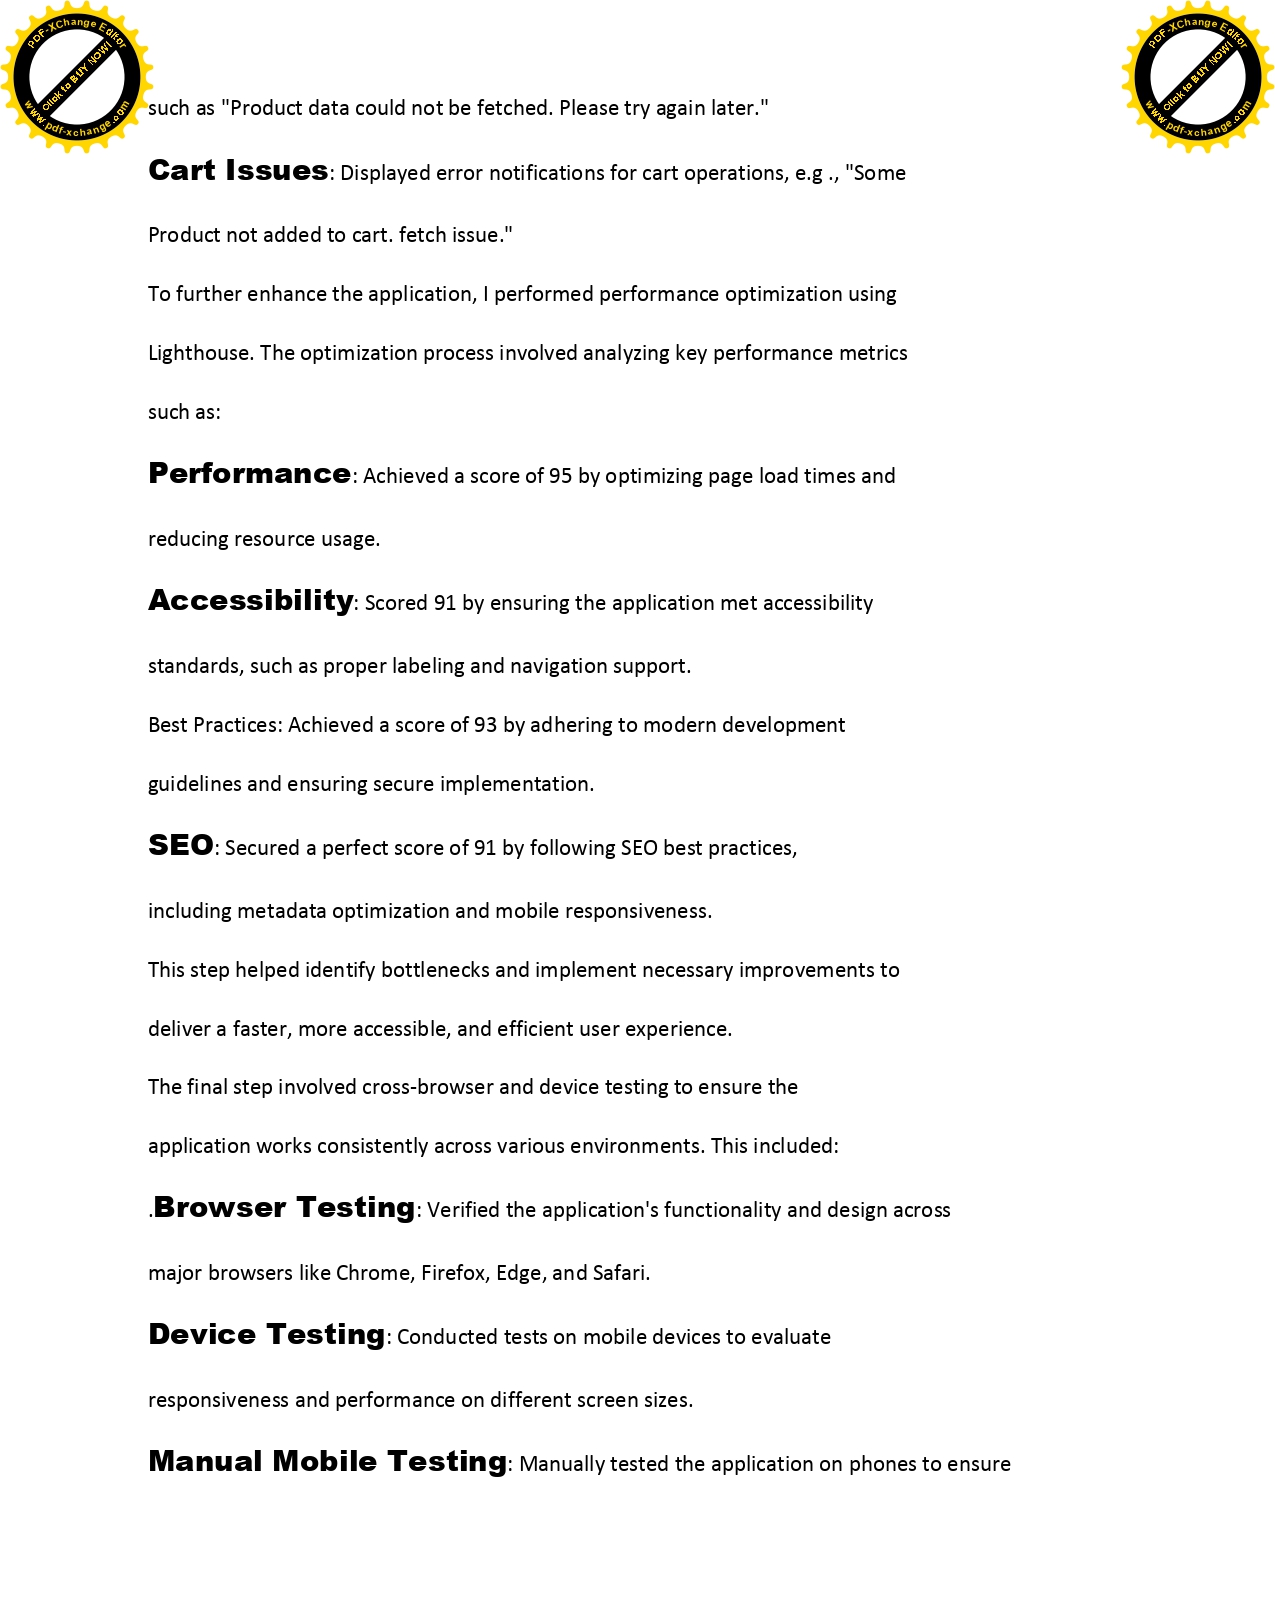 PDF-XChange Editor
Click to BUY NOW!
www.pdf-xchange.com
PDF-XChange Editor
Click to BUY NOW!
www.pdf-xchange.com
such as "Product data could not be fetched. Please try again later."
Cart Issues: Displayed error notifications for cart operations, e.g ., "Some
Product not added to cart. fetch issue."
To further enhance the application, I performed performance optimization using
Lighthouse. The optimization process involved analyzing key performance metrics
such as:
Performance: Achieved a score of 95 by optimizing page load times and
reducing resource usage.
Accessibility: Scored 91 by ensuring the application met accessibility
standards, such as proper labeling and navigation support.
Best Practices: Achieved a score of 93 by adhering to modern development
guidelines and ensuring secure implementation.
SEO: Secured a perfect score of 91 by following SEO best practices,
including metadata optimization and mobile responsiveness.
This step helped identify bottlenecks and implement necessary improvements to
deliver a faster, more accessible, and efficient user experience.
The final step involved cross-browser and device testing to ensure the
application works consistently across various environments. This included:
.Browser Testing: Verified the application's functionality and design across
major browsers like Chrome, Firefox, Edge, and Safari.
Device Testing: Conducted tests on mobile devices to evaluate
responsiveness and performance on different screen sizes.
Manual Mobile Testing: Manually tested the application on phones to ensure